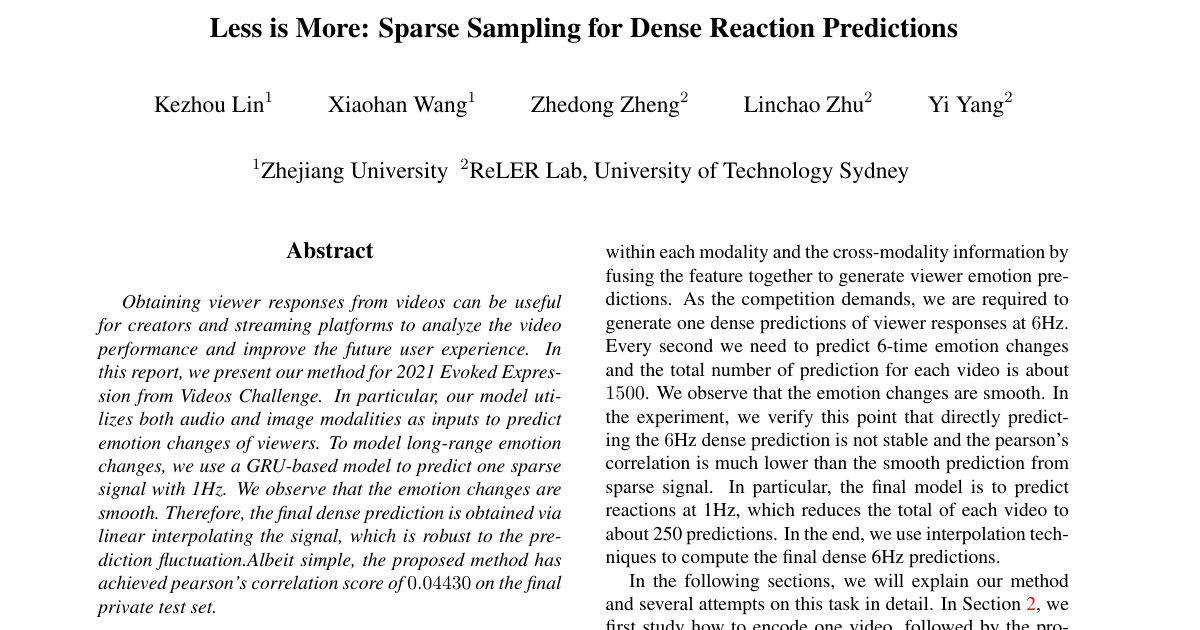 Less is More: Sparse Sampling for Dense Reaction Predictions
Kezhou Lin1 Xiaohan Wang1 Zhedong Zheng2 Linchao Zhu2 Yi Yang2
1Zhejiang University 2ReLER Lab, University of Technology Sydney
Abstract
Obtaining viewer responses from videos can be useful
for creators and streaming platforms to analyze the video
performance and improve the future user experience. In
this report, we present our method for 2021 Evoked Expres-
sion from Videos Challenge. In particular, our model uti-
lizes both audio and image modalities as inputs to predict
emotion changes of viewers. To model long-range emotion
changes, we use a GRU-based model to predict one sparse
signal with 1Hz. We observe that the emotion changes are
smooth. Therefore, the final dense prediction is obtained via
linear interpolating the signal, which is robust to the pre-
diction fluctuation.Albeit simple, the proposed method has
achieved pearson's correlation score of 0.04430 on the final
private test set.
within each modality and the cross-modality information by
fusing the feature together to generate viewer emotion pre-
dictions. As the competition demands, we are required to
generate one dense predictions of viewer responses at 6Hz.
Every second we need to predict 6-time emotion changes
and the total number of prediction for each video is about
1500. We observe that the emotion changes are smooth. In
the experiment, we verify this point that directly predict-
ing the 6Hz dense prediction is not stable and the pearson's
correlation is much lower than the smooth prediction from
sparse signal. In particular, the final model is to predict
reactions at 1Hz, which reduces the total of each video to
about 250 predictions. In the end, we use interpolation tech-
niques to compute the final dense 6Hz predictions.
In the following sections, we will explain our method
and several attempts on this task in detail. In Section 2, we
first study how to encode one video, followed by the pro-